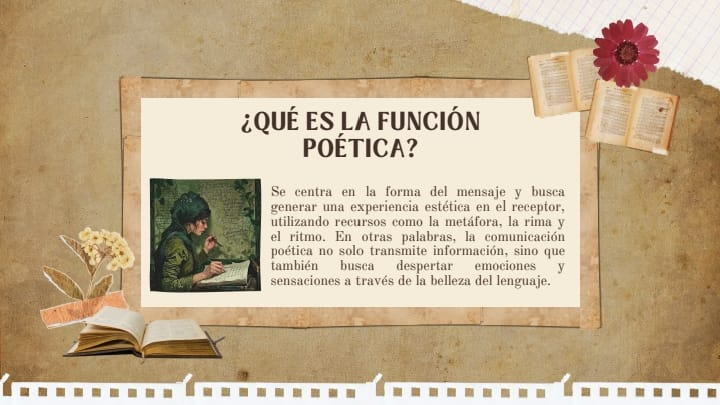 ¿QUÉ ES LA FUNCIÓN
POÉTICA?
Se centra en la forma del mensaje y busca
generar una experiencia estética en el receptor,
utilizando recursos como la metáfora, la rima y
el ritmo. En otras palabras, la comunicación
poética no solo transmite información, sino que
también busca despertar emociones y
sensaciones a través de la belleza del lenguaje.